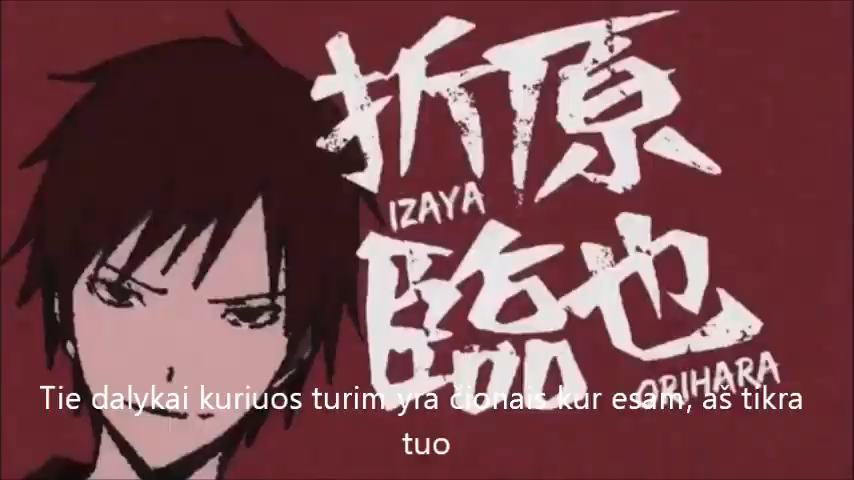 折原
IZAYA
臨也
ORIHARA
Tie dalykai kuriuos turim yra čionais kur esam, aš tikra
tuo